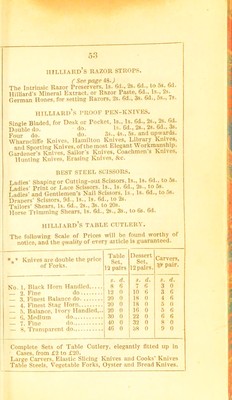 53
HILLIARD'S RAZOR STROPS,
(See page 48.)
The Intrinsic Razor Preservers, 1s. 6d., 2s. 6d., to 5s. 6d.
Hilliard's Mineral Extract, or Razor Paste, 6d., 1s., 2s.
German Hones, for setting Razors, 2s. 6d., 3s. 6d., 5s., 7s.
HILLIARD'S PROOF PEN-KNIVES.
Single Bladed, for Desk or Pocket, 1s., 1s. 6d., 2s., 2s. 6d.
Double do. do. 1s. 6d., 2s., 2s. 6d., 3s.
Four do. do. 3s., 4s., 5s. and upwards.
Wharncliffe Knives, Hamilton Knives, Library Knives,
and Sporting Knives, of the most Elegant Workmanship.
Gardener's Knives, Sailor's Knives, Coachmen's Knives,
Hunting Knives, Erasing Knives, &c.
BEST STEEL SCISSORS.
Ladies' Shaping or Cutting-out Scissors, 1s., 1s. 6d., to 5s.
Ladies' Print or Lace Scissors. 1s., 1s. 6d., 2s., to 5s.
Ladies' and Gentlemen's Nail Scissors, 1s., 1s. 6d., to 5s.
Drapers' Scissors, 9d., 1s., 1s. 6d., to 2s.
Tailors' Shears, 1s. 6d., 2s., 3s. to 20s.
Horse Trimming Shears, 1s. 6d., 2s., 3s., to 6s. 6d.
HILLIARD'S TABLE CUTLERY.
The following Scale of Prices will be found worthy of
notice, and the quality of every article is guaranteed.
*** Knives are double the price of Forks. Table Set, 12 pairs Dessert Set, 12 pairs. Carvers, ⅌ pair.
s. d. s. d. s. d.
No. 1, Black Horn Handled,.... 8 6 7 6 3 0
— 2. Fine do........ 12 0 10 6 3 6
— 3. Finest Balance do........ 20 0 18 0 4 6
— 4. Finest Stag Horn........ 20 0 18 0 5 0
— 5. Balance, Ivory Handled,.. 20 0 16 0 5 6
— 6. Medium do........ 30 0 23 0 6 6
— 7. Fine do........ 40 0 32 0 8 0
— 8. Transparent do........ 46 0 38 0 9 0
Complete Sets of Table Cutlery, elegantly fitted up in
Cases, from £3 to £20.
Large Carvers, Elastic Slicing Knives and Cooks' Knives
Table Steels, Vegetable Forks, Oyster and Bread Knives.